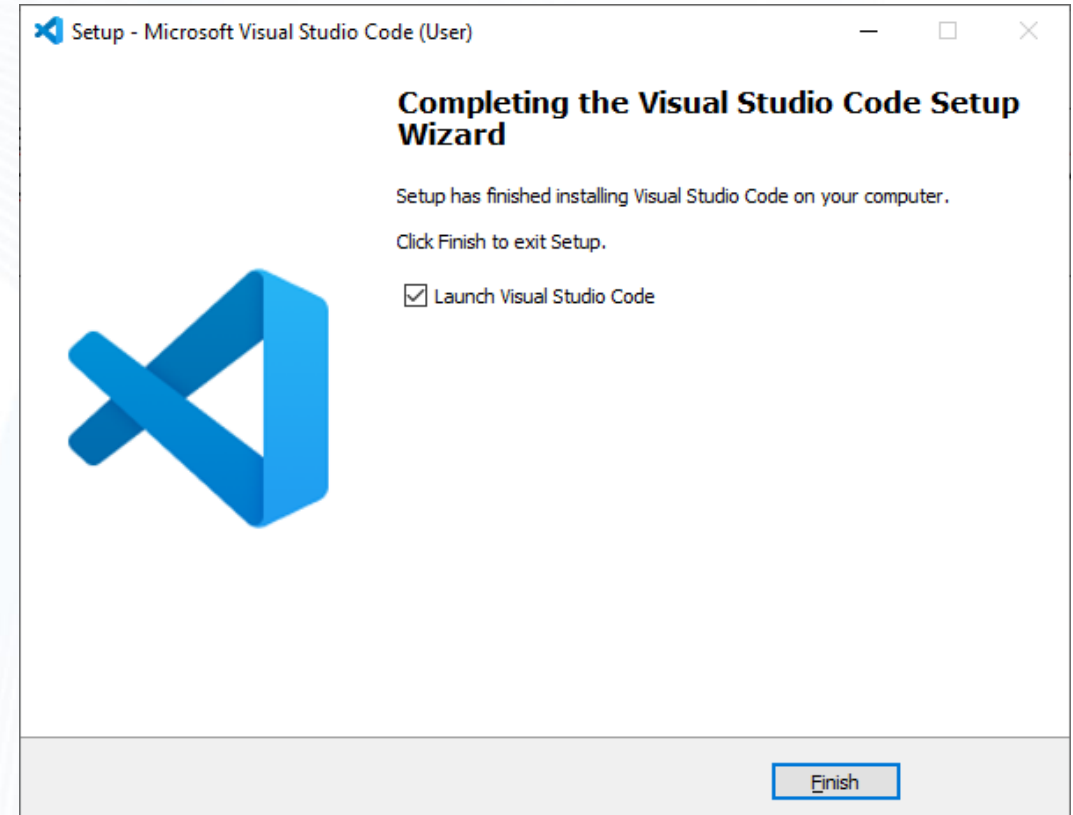 Setup - Microsoft Visual Studio Code (User)
Completing the Visual Studio Code Setup
Wizard
Setup has finished installing Visual Studio Code on your computer.
Click Finish to exit Setup.
Launch Visual Studio Code
Finish